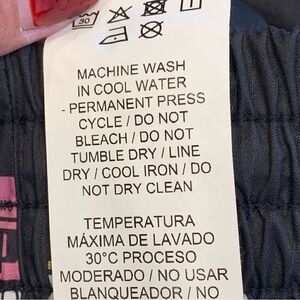 30
MACHINE WASH
IN COOL WATER
- PERMANENT PRESS
CYCLE / DO NOT
BLEACH / DO NOT
TUMBLE DRY / LINE
DRY / COOL IRON / DO
NOT DRY CLEAN
TEMPERATURA
MÁXIMA DE LAVADO
30°C PROCESO
MODERADO / NO USAR
BLANQUEADOR / NO